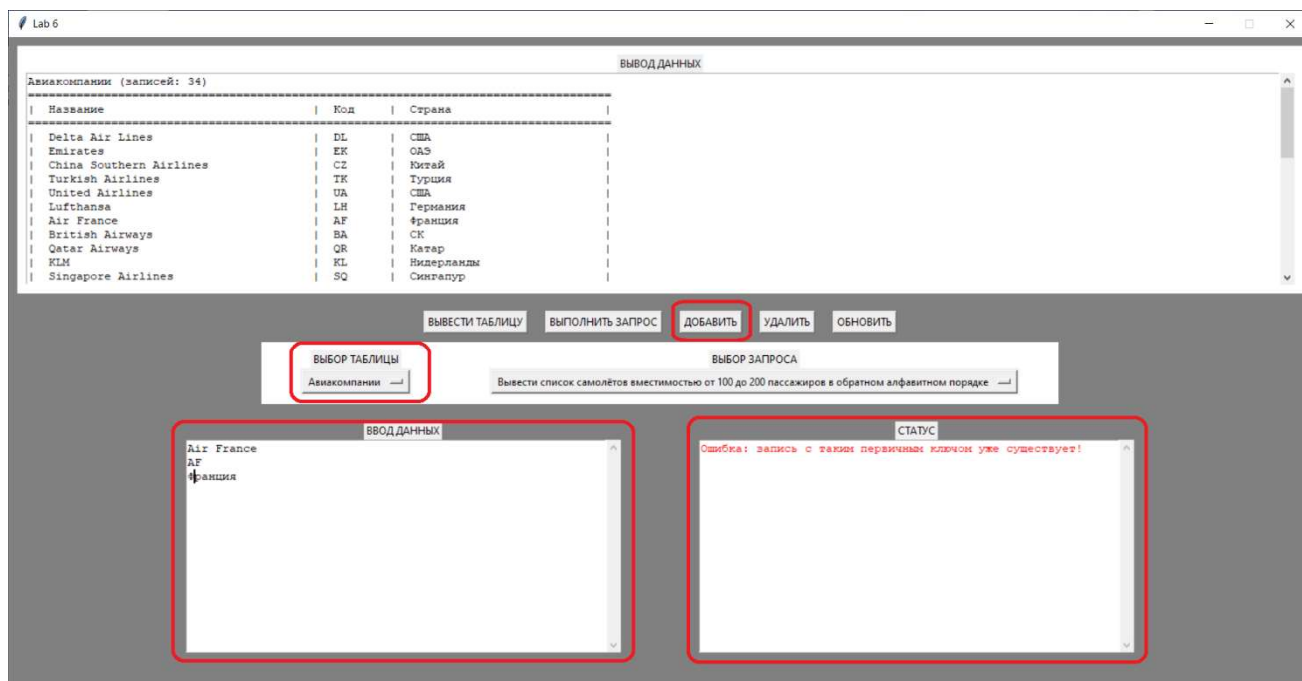 Lab 6
ВЫВОД ДАННЫХ
Авиакомпании (записей: 34)
| Название | Код | Страна |
| Delta Air Lines | DL | США |
| Emirates | EK | ОАЭ |
| China Southern Airlines | CZ | Китай |
| Turkish Airlines | TK | Турция |
| United Airlines | UA | США |
| Lufthansa | LH | Германия |
| Air France | AF | Франция |
| British Airways | BA | СК |
| Qatar Airways | QR | Катар |
| KLM | KL | Нидерланды |
| Singapore Airlines | SQ | Сингапур |
ВЫВЕСТИ ТАБЛИЦУ ВЫПОЛНИТЬ ЗАПРОС ДОБАВИТЬ УДАЛИТЬ ОБНОВИТЬ
ВЫБОР ТАБЛИЦЫ ВЫБОР ЗАПРОСА
Авиакомпании Вывести список самолётов вместимостью от 100 до 200 пассажиров в обратном алфавитном порядке
ВВОД ДАННЫХ
Air France
AF
Франция
СТАТУС
Ошибка: запись с таким первичным ключом уже существует!